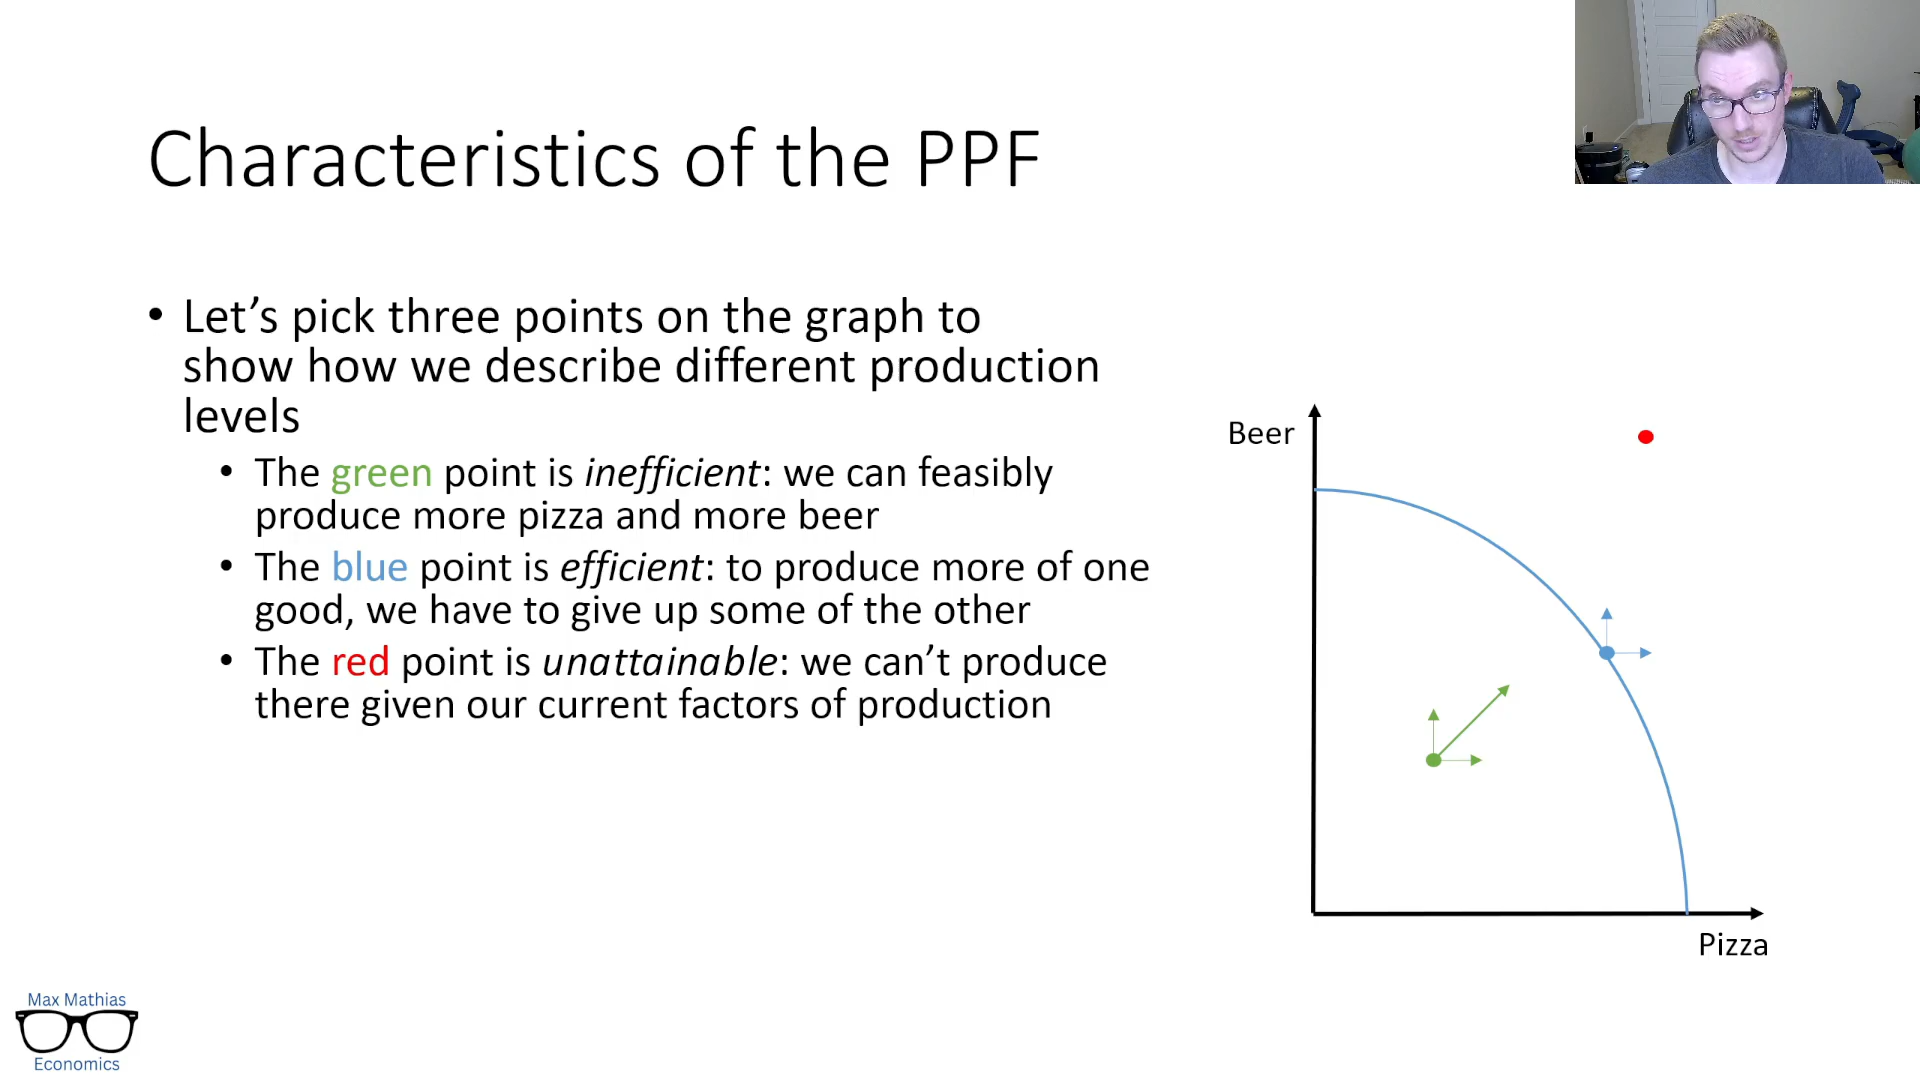 Characteristics of the PPF
• Let’s pick three points on the graph to
show how we describe different production
levels
• The green point is inefficient: we can feasibly
produce more pizza and more beer
• The blue point is efficient: to produce more of one
good, we have to give up some of the other
• The red point is unattainable: we can’t produce
there given our current factors of production
Beer
Pizza
Max Mathias
Economics